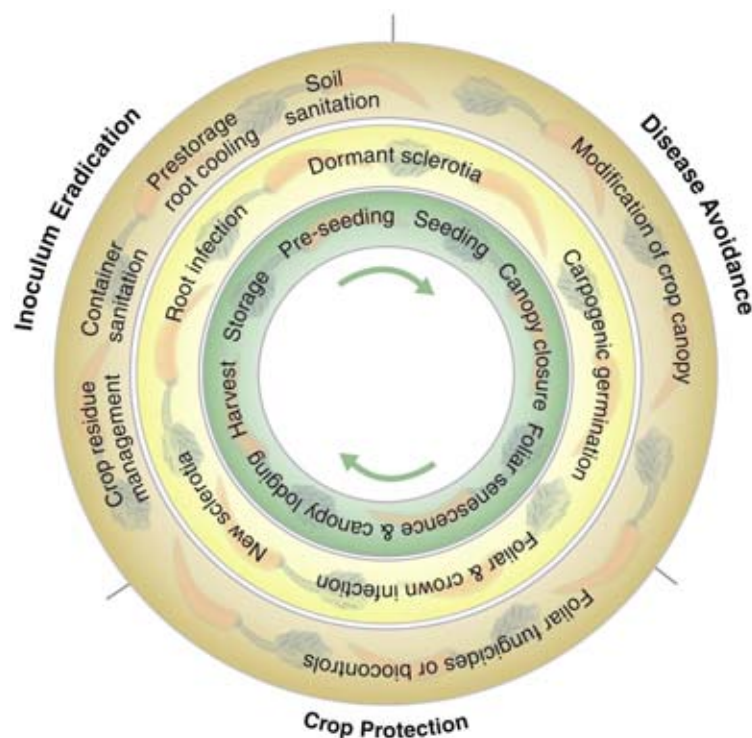 Inoculum Eradication
Disease Avoidance
Crop Protection
Soil
sanitation
Prestorage
root cooling
Container
sanitation
Crop residue
management
Modification of crop canopy
Foliar fungicides or biocontrols
Dormant sclerotia
Carpogenic germination
Foliar & crown infection
New sclerotia
Root infection
Pre-seeding
Seeding
Canopy closure
Foliar senescence & canopy lodging
Harvest
Storage